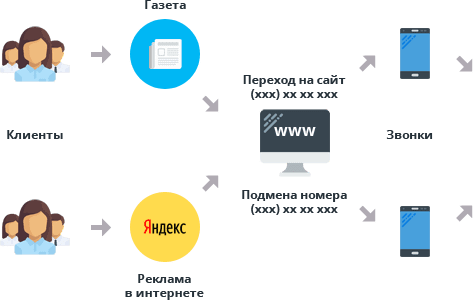 Газета
Переход на сайт
(xxx) xx xx xxx
Клиенты
www
Звонки
Подмена номера
(xxx) xx xx xxx
Яндекс
Реклама
в интернете